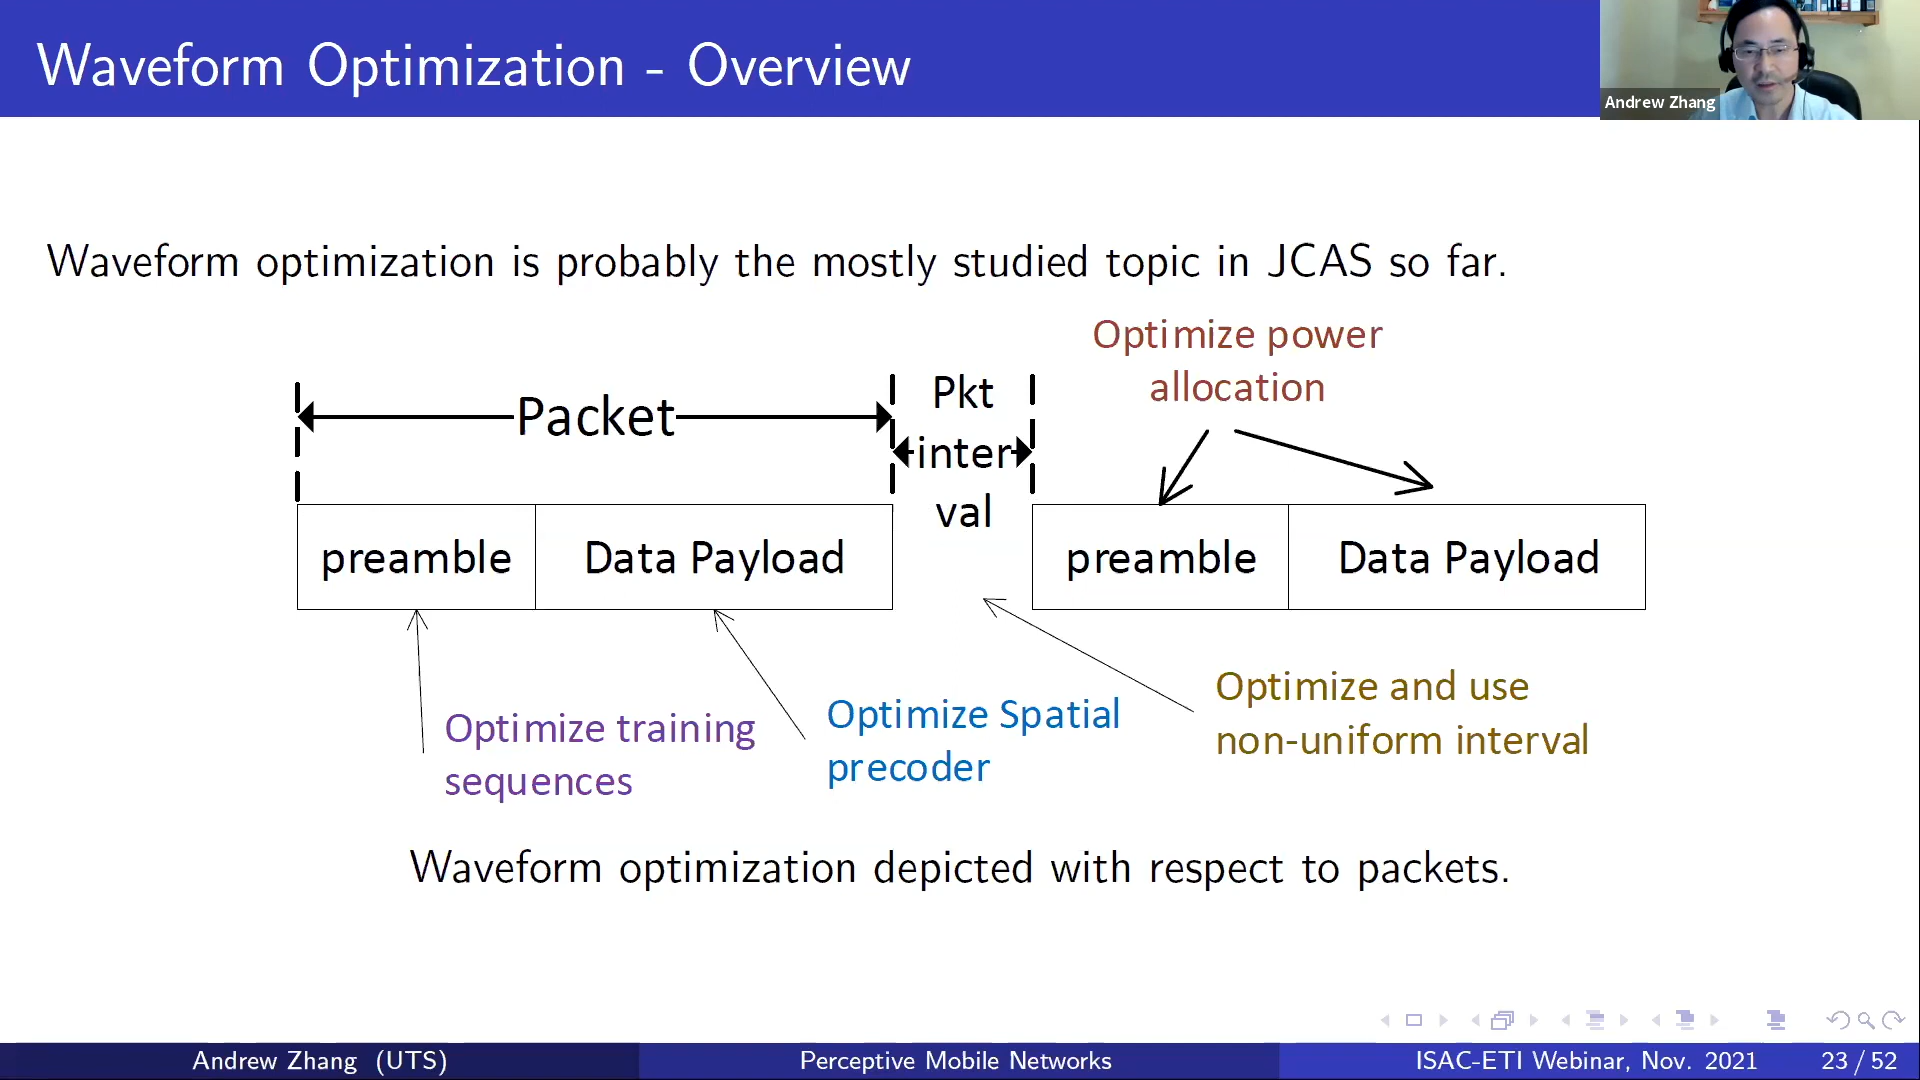 Waveform Optimization - Overview
Andrew Zhang
Waveform optimization is probably the mostly studied topic in JCAS so far.
Optimize power
allocation
Packet
Pkt
inter
val
preamble
Data Payload
preamble
Data Payload
Optimize training
sequences
Optimize Spatial
precoder
Optimize and use
non-uniform interval
Waveform optimization depicted with respect to packets.
Andrew Zhang (UTS)
Perceptive Mobile Networks
ISAC-ETI Webinar, Nov. 2021
23 / 52